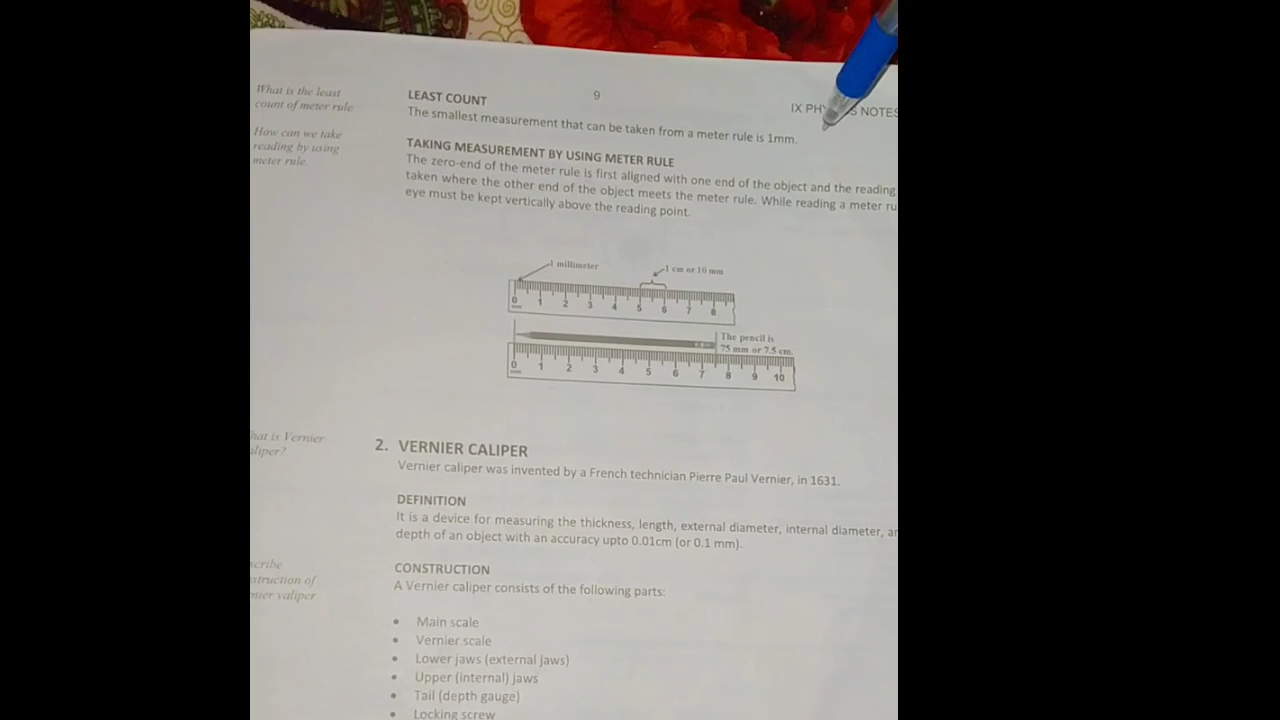 9
IX PH S NOTES
What is the least
count of meter rule
How can we take
reading by using
meter rule.
LEAST COUNT
The smallest measurement that can be taken from a meter rule is 1mm.
TAKING MEASUREMENT BY USING METER RULE
The zero-end of the meter rule is first aligned with one end of the object and the reading
taken where the other end of the object meets the meter rule. While reading a meter ru
eye must be kept vertically above the reading point.
1 millimeter
1 cm or 10 mm
0 1 2 3 4 5 6 7 8
The pencil is
75 mm or 7.5 cm.
0 1 2 3 4 5 6 7 8 9 10
hat is Vernier
aliper?
2. VERNIER CALIPER
Vernier caliper was invented by a French technician Pierre Paul Vernier, in 1631.
DEFINITION
It is a device for measuring the thickness, length, external diameter, internal diameter, an
depth of an object with an accuracy upto 0.01cm (or 0.1 mm).
scribe
nstruction of
rnier valiper
CONSTRUCTION
A Vernier caliper consists of the following parts:
• Main scale
• Vernier scale
• Lower jaws (external jaws)
• Upper (internal) jaws
• Tail (depth gauge)
• Locking screw